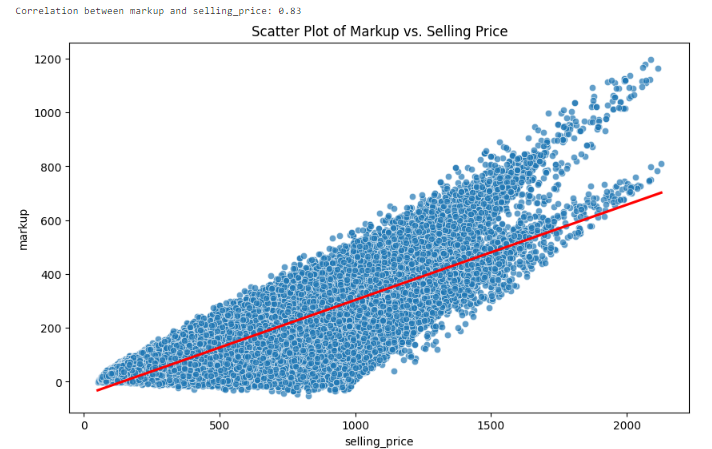 Correlation between markup and selling_price: 0.83
Scatter Plot of Markup vs. Selling Price
1200
1000
800
600
400
200
0
markup
0 500 1000 1500 2000
selling_price